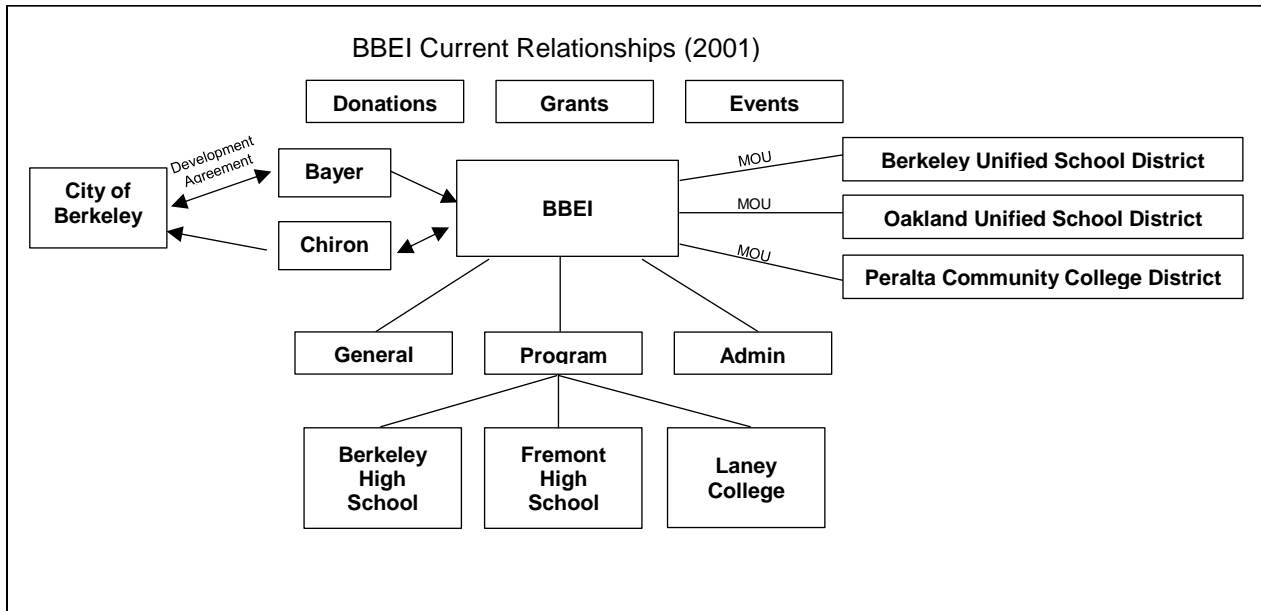 BBEI Current Relationships (2001)
Donations
Grants
Events
Development
Agreement
City of
Berkeley
Bayer
Chiron
BBEI
MOU
Berkeley Unified School District
MOU
Oakland Unified School District
MOU
Peralta Community College District
General
Program
Admin
Berkeley
High
School
Fremont
High
School
Laney
College